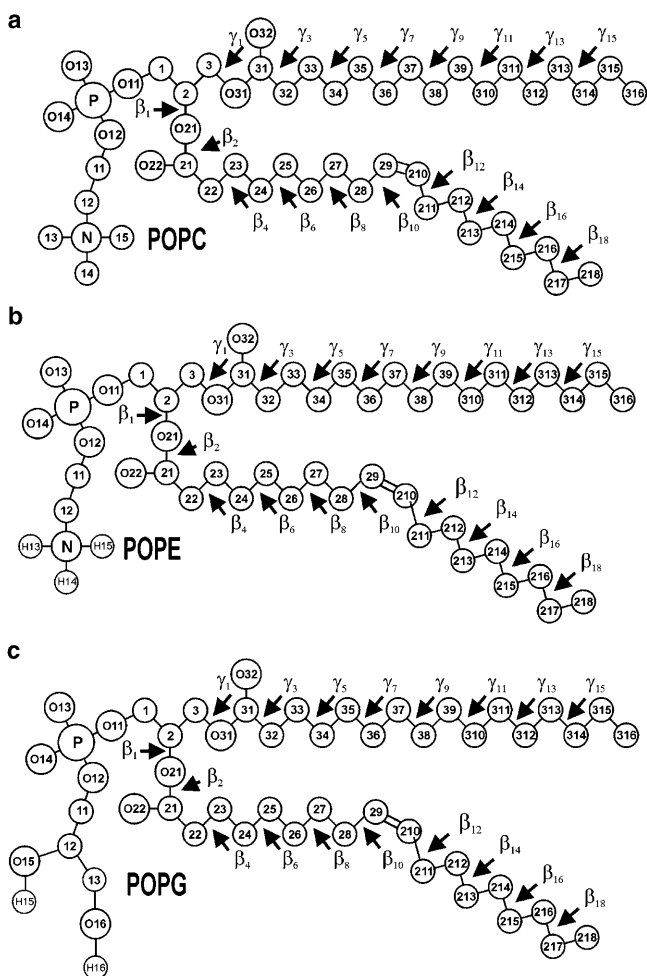 a
O32
γ1 γ3 γ5 γ7 γ9 γ11 γ13 γ15
O13 O11 1 3 31 33 35 37 39 311 313 315
P 2 O31 32 34 36 38 310 312 314 316
O14 O12 β1 O21 β2
11 O22 21 23 25 27 29 210 β12
12 22 24 26 28 211 212 β14
β4 β6 β8 β10 213 214 β16
13 N 15 POPC 215 216 β18
14 217 218
b
O32
γ1 γ3 γ5 γ7 γ9 γ11 γ13 γ15
O13 O11 1 3 31 33 35 37 39 311 313 315
P 2 O31 32 34 36 38 310 312 314 316
O14 O12 β1 O21 β2
11 O22 21 23 25 27 29 210 β12
12 22 24 26 28 211 212 β14
β4 β6 β8 β10 213 214 β16
H13 N H15 POPE 215 216 β18
H14 217 218
c
O32
γ1 γ3 γ5 γ7 γ9 γ11 γ13 γ15
O13 O11 1 3 31 33 35 37 39 311 313 315
P 2 O31 32 34 36 38 310 312 314 316
O14 O12 β1 O21 β2
11 O22 21 23 25 27 29 210 β12
12 22 24 26 28 211 212 β14
O15 β4 β6 β8 β10 213 214 β16
13 POPG 215 216 β18
H15 O16 217 218
H16